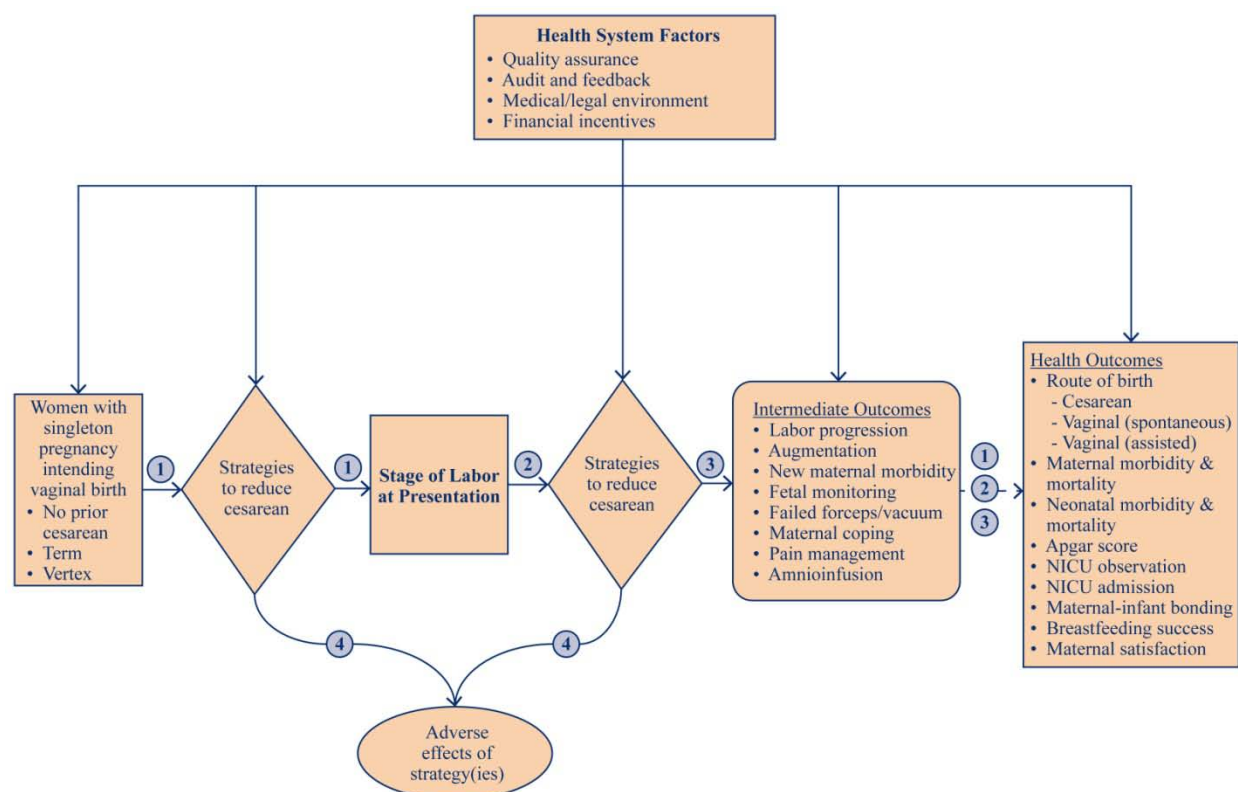 Health System Factors
• Quality assurance
• Audit and feedback
• Medical/legal environment
• Financial incentives
Women with
singleton
pregnancy
intending
vaginal birth
• No prior
cesarean
• Term
• Vertex
1
Strategies
to reduce
cesarean
1
Stage of Labor
at Presentation
2
Strategies
to reduce
cesarean
3
Intermediate Outcomes
• Labor progression
• Augmentation
• New maternal morbidity
• Fetal monitoring
• Failed forceps/vacuum
• Maternal coping
• Pain management
• Amnioinfusion
1
2
3
Health Outcomes
• Route of birth
- Cesarean
- Vaginal (spontaneous)
- Vaginal (assisted)
• Maternal morbidity &
mortality
• Neonatal morbidity &
mortality
• Apgar score
• NICU observation
• NICU admission
• Maternal-infant bonding
• Breastfeeding success
• Maternal satisfaction
4
4
Adverse
effects of
strategy(ies)